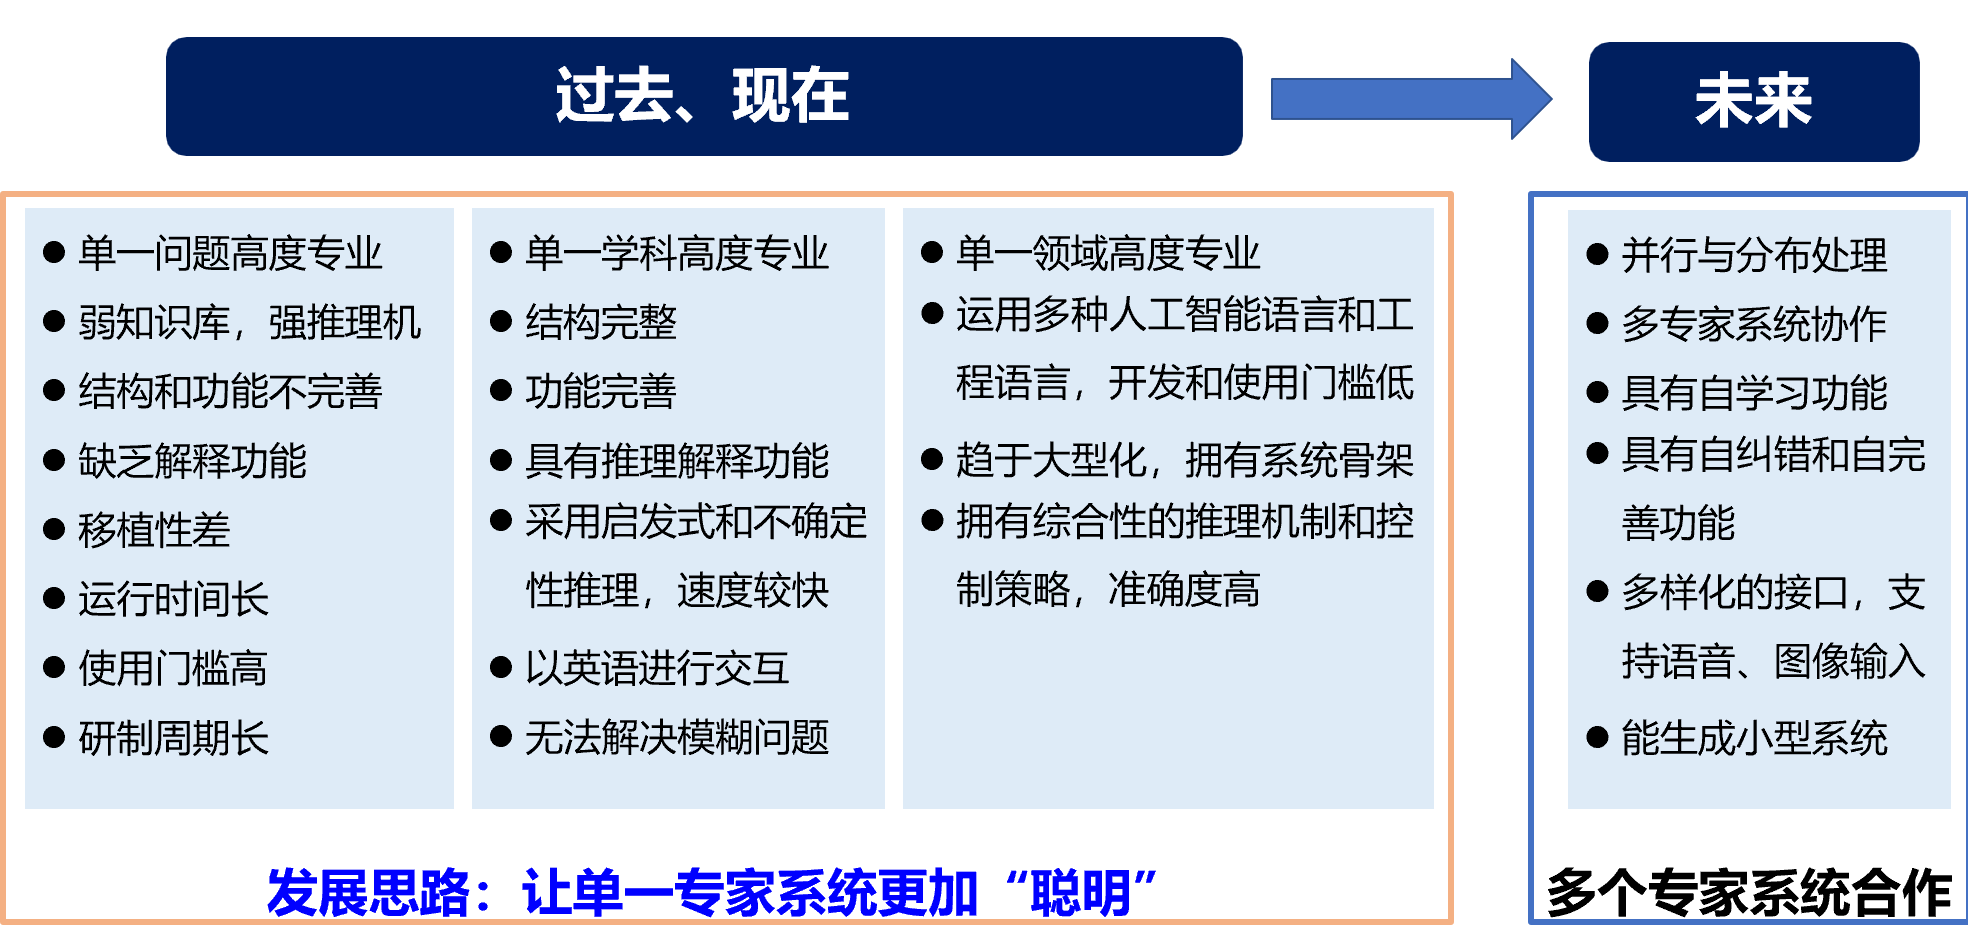 过去、现在
未来
● 单一问题高度专业
● 弱知识库，强推理机
● 结构和功能不完善
● 缺乏解释功能
● 移植性差
● 运行时间长
● 使用门槛高
● 研制周期长
● 单一学科高度专业
● 结构完整
● 功能完善
● 具有推理解释功能
● 采用启发式和不确定
性推理，速度较快
● 以英语进行交互
● 无法解决模糊问题
● 单一领域高度专业
● 运用多种人工智能语言和工
程语言，开发和使用门槛低
● 趋于大型化，拥有系统骨架
● 拥有综合性的推理机制和控
制策略，准确度高
发展思路：让单一专家系统更加“聪明”
● 并行与分布处理
● 多专家系统协作
● 具有自学习功能
● 具有自纠错和自完
善功能
● 多样化的接口，支
持语音、图像输入
● 能生成小型系统
多个专家系统合作